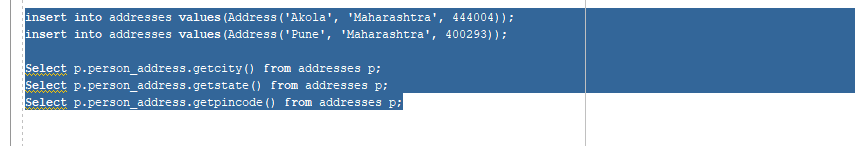 insert into addresses values(Address('Akola', 'Maharashtra', 444004));
insert into addresses values(Address('Pune', 'Maharashtra', 400293));
Select p.person_address.getcity() from addresses p;
Select p.person_address.getstate() from addresses p;
Select p.person_address.getpincode() from addresses p;